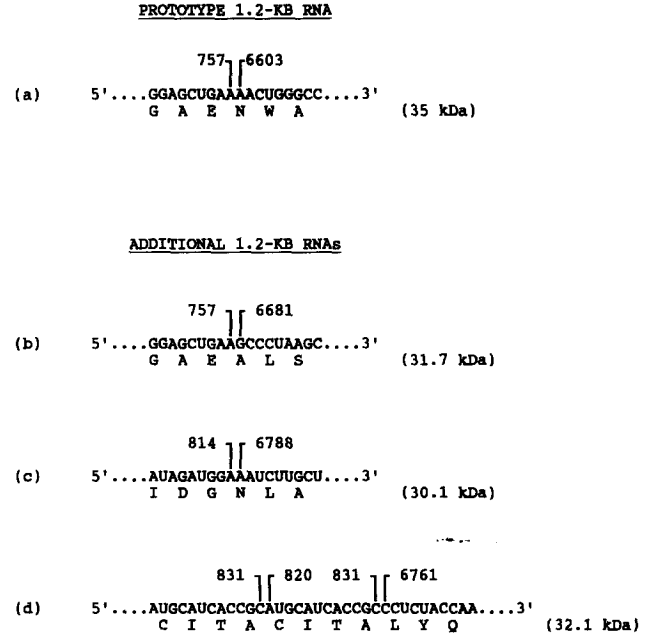 PROTOTYPE 1.2-KB RNA
757 6603
(a) 5'....GGAGCUGAAAACUGGGCC....3'
G A E N W A (35 kDa)
ADDITIONAL 1.2-KB RNAs
757 6681
(b) 5'....GGAGCUGAAGCCCUAAGC....3'
G A E A L S (31.7 kDa)
814 6788
(c) 5'....AUAGAUGGAAAUCUUGCU....3'
I D G N L A (30.1 kDa)
831 820 831 6761
(d) 5'....AUGCAUCACCGCAUGCAUCACCGCCCUCUACCAA....3'
C I T A C I T A L Y Q (32.1 kDa)